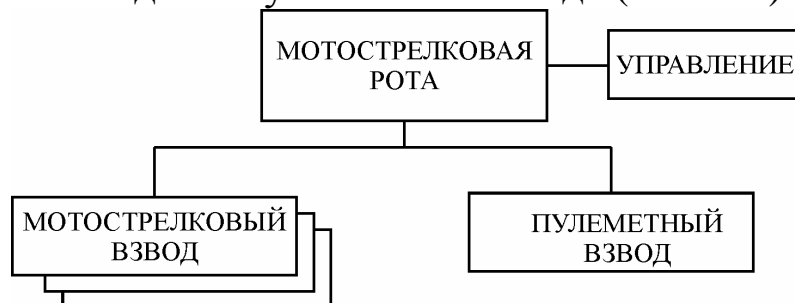 МОТОСТРЕЛКОВАЯ
РОТА
УПРАВЛЕНИЕ
МОТОСТРЕЛКОВЫЙ
ВЗВОД
ПУЛЕМЕТНЫЙ
ВЗВОД